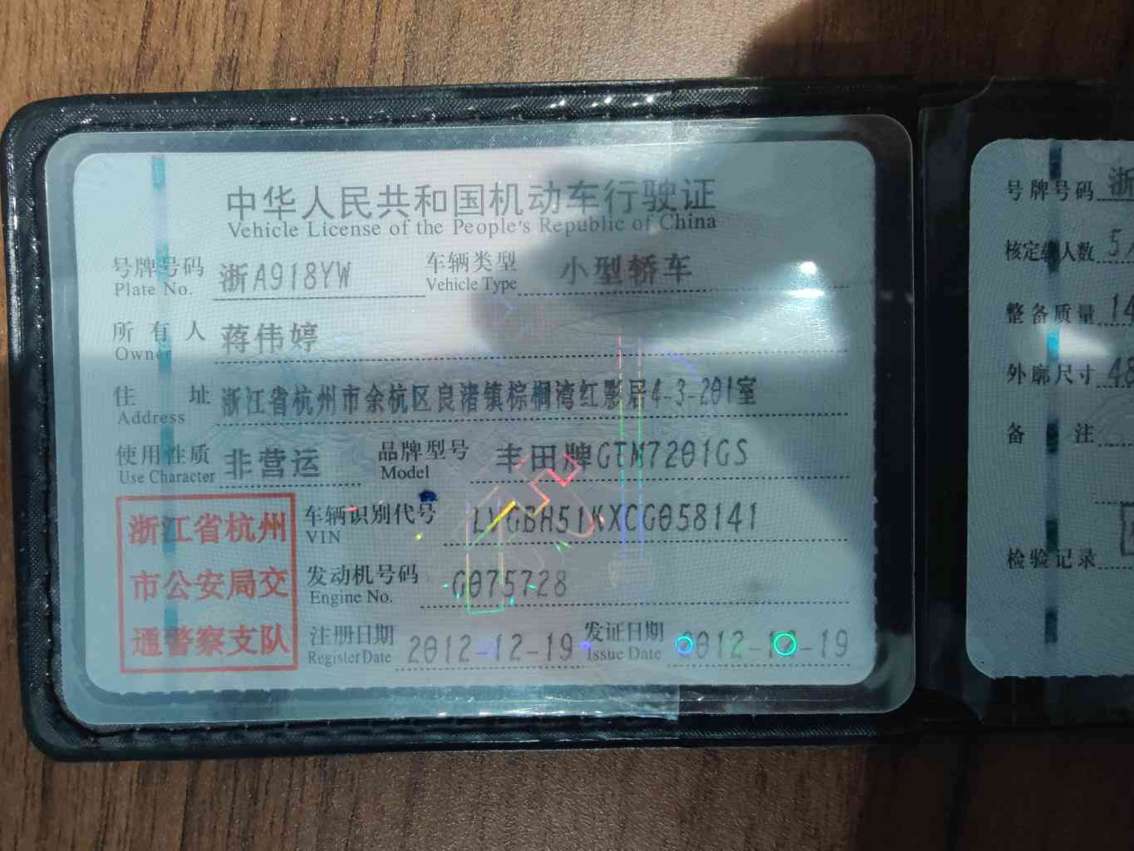 中华人民共和国机动车行驶证
Vehicle License of the People's Republic of China
号牌号码 浙A918YW 车辆类型 小型轿车
Plate No. Vehicle Type
所有人 蒋伟婷
Owner
住址 浙江省杭州市余杭区良渚镇棕榈湾红影居4-3-201室
Address
使用性质 非营运 品牌型号 丰田牌GTM7201GS
Use Character Model
浙江省杭州
市公安局交
通警察支队
车辆识别代号 LVGBH51KXCG058141
VIN
发动机号码 G075728
Engine No.
注册日期 2012-12-19 发证日期 2012-12-19
Register Date Issue Date
号牌号码 浙
核定载人数 5
整备质量 14
外廓尺寸 48
备注
检验记录